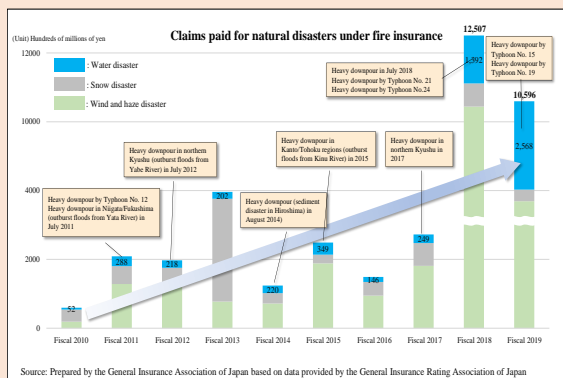 (Unit) Hundreds of millions of yen
Claims paid for natural disasters under fire insurance
: Water disaster
: Snow disaster
: Wind and haze disaster
12000
10000
4000
2000
0
Heavy downpour by Typhoon No. 12
Heavy downpour in Niigata/Fukushima
(outburst floods from Yata River) in
July 2011
Heavy downpour in northern
Kyushu (outburst floods from
Yabe River) in July 2012
Heavy downpour (sediment
disaster in Hiroshima) in
August 2014)
Heavy downpour in
Kanto/Tohoku regions (outburst
floods from Kinu River) in 2015
Heavy downpour in
northern Kyushu in
2017
Heavy downpour in July 2018
Heavy downpour by Typhoon No. 21
Heavy downpour by Typhoon No.24
Heavy downpour by
Typhoon No. 15
Heavy downpour by
Typhoon No. 19
12,507
1,592
10,596
2,568
52
288
218
202
220
349
146
249
Fiscal 2010
Fiscal 2011
Fiscal 2012
Fiscal 2013
Fiscal 2014
Fiscal 2015
Fiscal 2016
Fiscal 2017
Fiscal 2018
Fiscal 2019
Source: Prepared by the General Insurance Association of Japan based on data provided by the General Insurance Rating Association of Japan